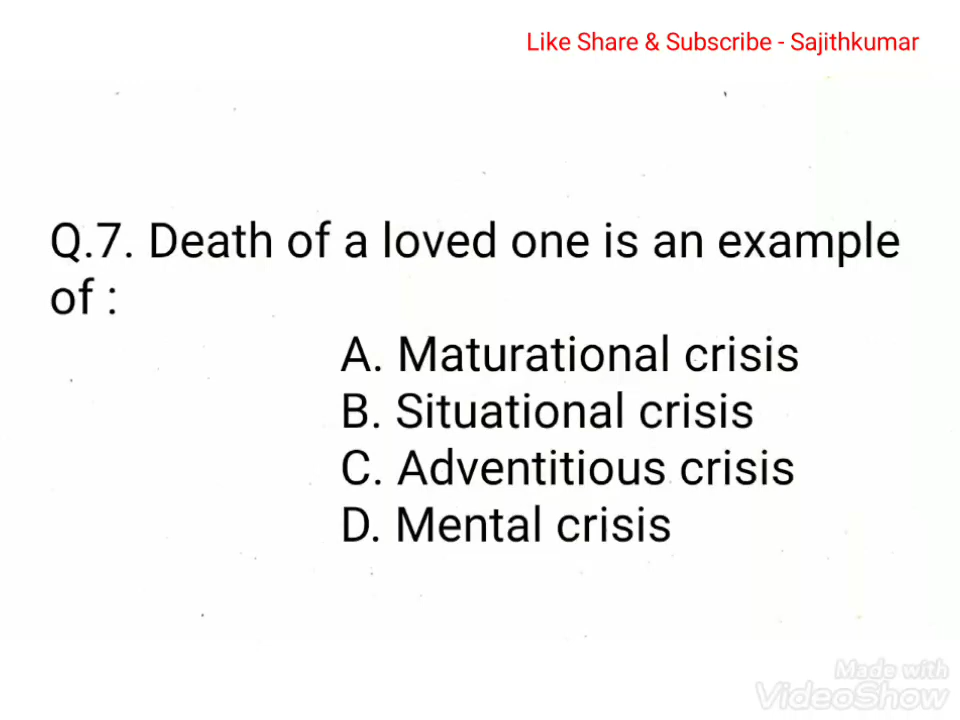 Like Share & Subscribe - Sajithkumar
Q.7. Death of a loved one is an example
of :
A. Maturational crisis
B. Situational crisis
C. Adventitious crisis
D. Mental crisis
Made with
VideoShow